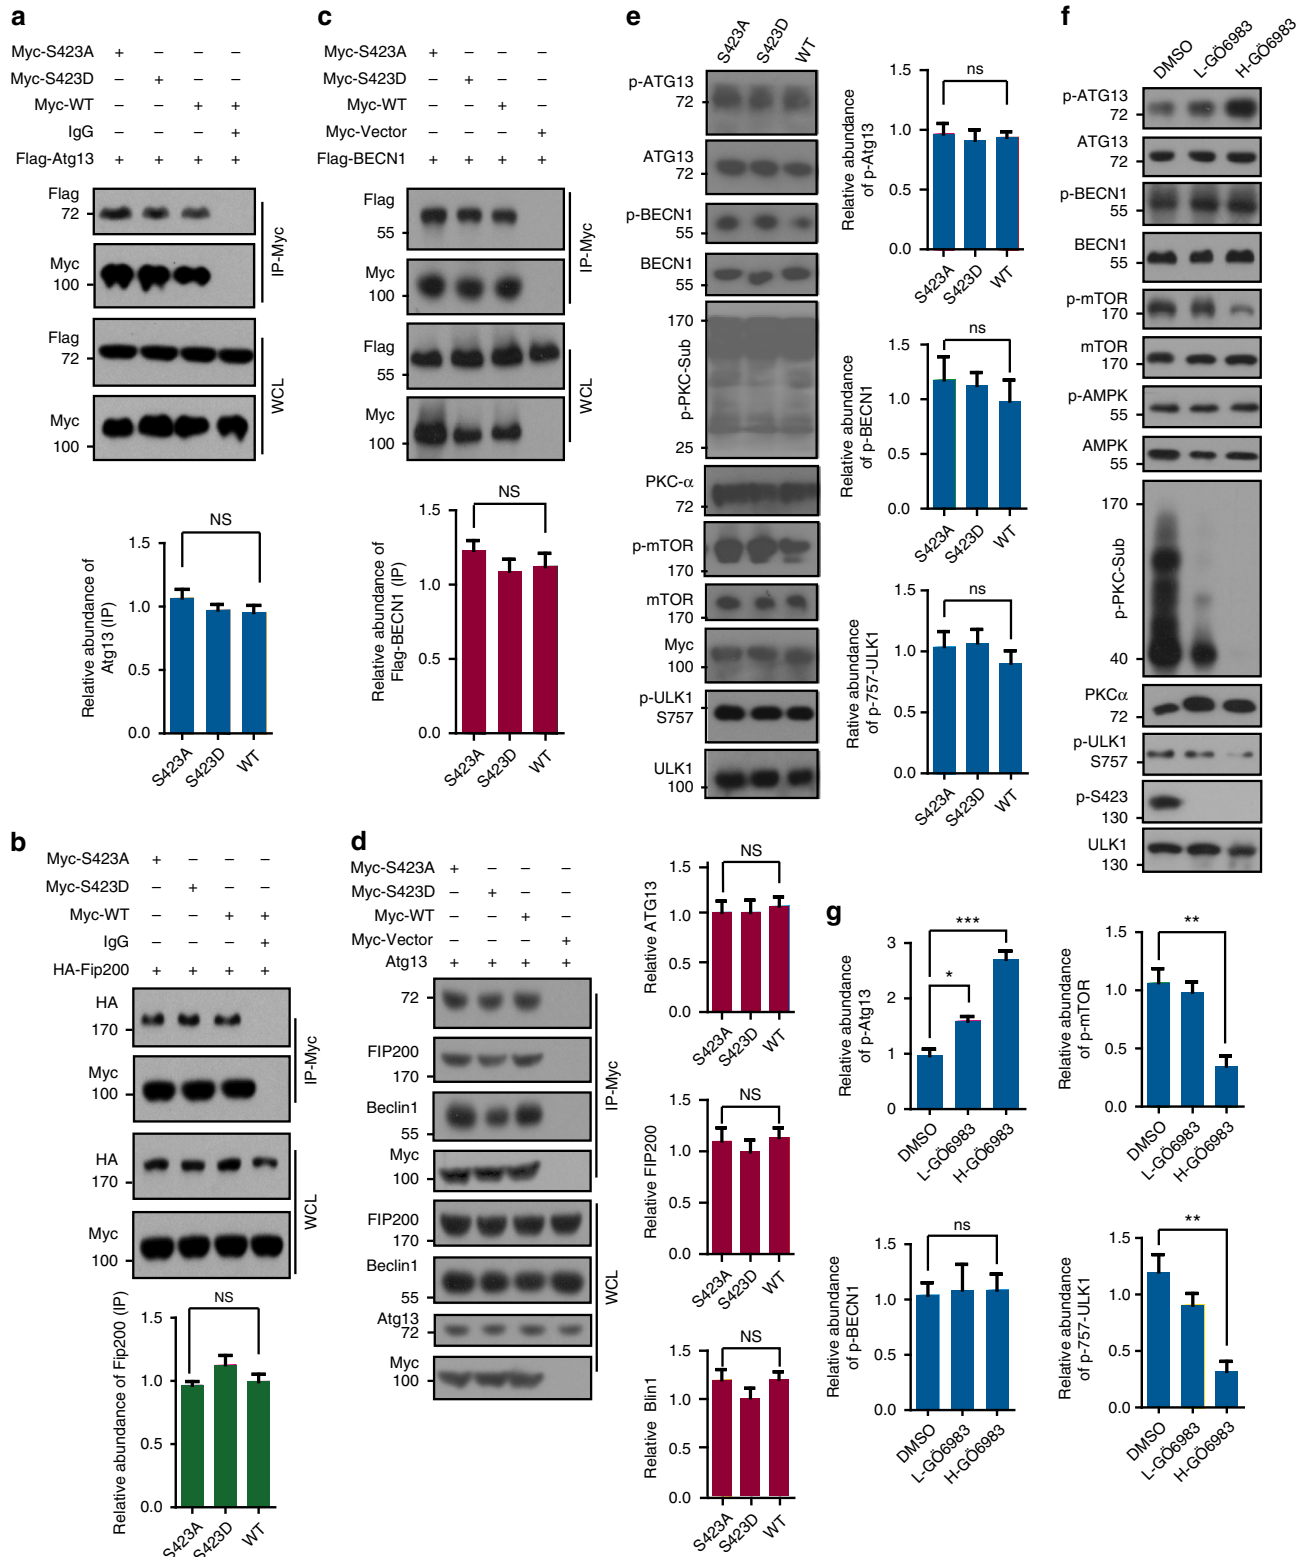 a
Myc-S423A + – – –
Myc-S423D – + – –
Myc-WT – – + +
IgG – – – +
Flag-Atg13 + + + +
Flag
72
Myc
100
IP-Myc
Flag
72
Myc
100
WCL
NS
Relative abundance of
Atg13 (IP)
1.5
1.0
0.5
0.0
S423A
S423D
WT
b
Myc-S423A + – – –
Myc-S423D – + – –
Myc-WT – – + +
IgG – – – +
HA-Fip200 + + + +
HA
170
Myc
100
IP-Myc
HA
170
Myc
100
WCL
NS
Relative abundance of Fip200 (IP)
1.5
1.0
0.5
0.0
S423A
S423D
WT
c
Myc-S423A + – – –
Myc-S423D – + – –
Myc-WT – – + –
Myc-Vector – – – +
Flag-BECN1 + + + +
Flag
55
Myc
100
IP-Myc
Flag
55
Myc
100
WCL
NS
Relative abundance of
Flag-BECN1 (IP)
1.5
1.0
0.5
0.0
S423A
S423D
WT
d
Myc-S423A + – – –
Myc-S423D – + – –
Myc-WT – – + –
Myc-Vector – – – +
Atg13 + + + +
72
FIP200
170
Beclin1
55
Myc
100
IP-Myc
FIP200
170
Beclin1
55
Atg13
72
Myc
100
WCL
NS
Relative ATG13
1.5
1.0
0.5
0.0
S423A
S423D
WT
NS
Relative FIP200
1.5
1.0
0.5
0.0
S423A
S423D
WT
NS
Relative Blin1
1.5
1.0
0.5
0.0
S423A
S423D
WT
e
S423A
S423D
WT
p-ATG13
72
ATG13
72
p-BECN1
55
BECN1
55
170
p-PKC-Sub
25
PKC-α
72
p-mTOR
170
mTOR
170
Myc
100
p-ULK1
S757
ULK1
100
ns
Relative abundance
of p-Atg13
1.5
1.0
0.5
0.0
S423A
S423D
WT
ns
Relative abundance
of p-BECN1
1.5
1.0
0.5
0.0
S423A
S423D
WT
ns
Rative abundance
of p-757-ULK1
1.5
1.0
0.5
0.0
S423A
S423D
WT
f
DMSO
L-GÖ6983
H-GÖ6983
p-ATG13
72
ATG13
72
p-BECN1
55
BECN1
55
p-mTOR
170
mTOR
170
p-AMPK
55
AMPK
55
170
p-PKC-Sub
40
PKCα
72
p-ULK1
S757
p-S423
130
ULK1
130
g
***
*
Relative abundance
of p-Atg13
3
2
1
0
DMSO
L-GÖ6983
H-GÖ6983
**
Relative abundance
of p-mTOR
1.5
1.0
0.5
0.0
DMSO
L-GÖ6983
H-GÖ6983
ns
Relative abundance
of p-BECN1
1.5
1.0
0.5
0.0
DMSO
L-GÖ6983
H-GÖ6983
**
Relative abundance
of p-757-ULK1
1.5
1.0
0.5
0.0
DMSO
L-GÖ6983
H-GÖ6983